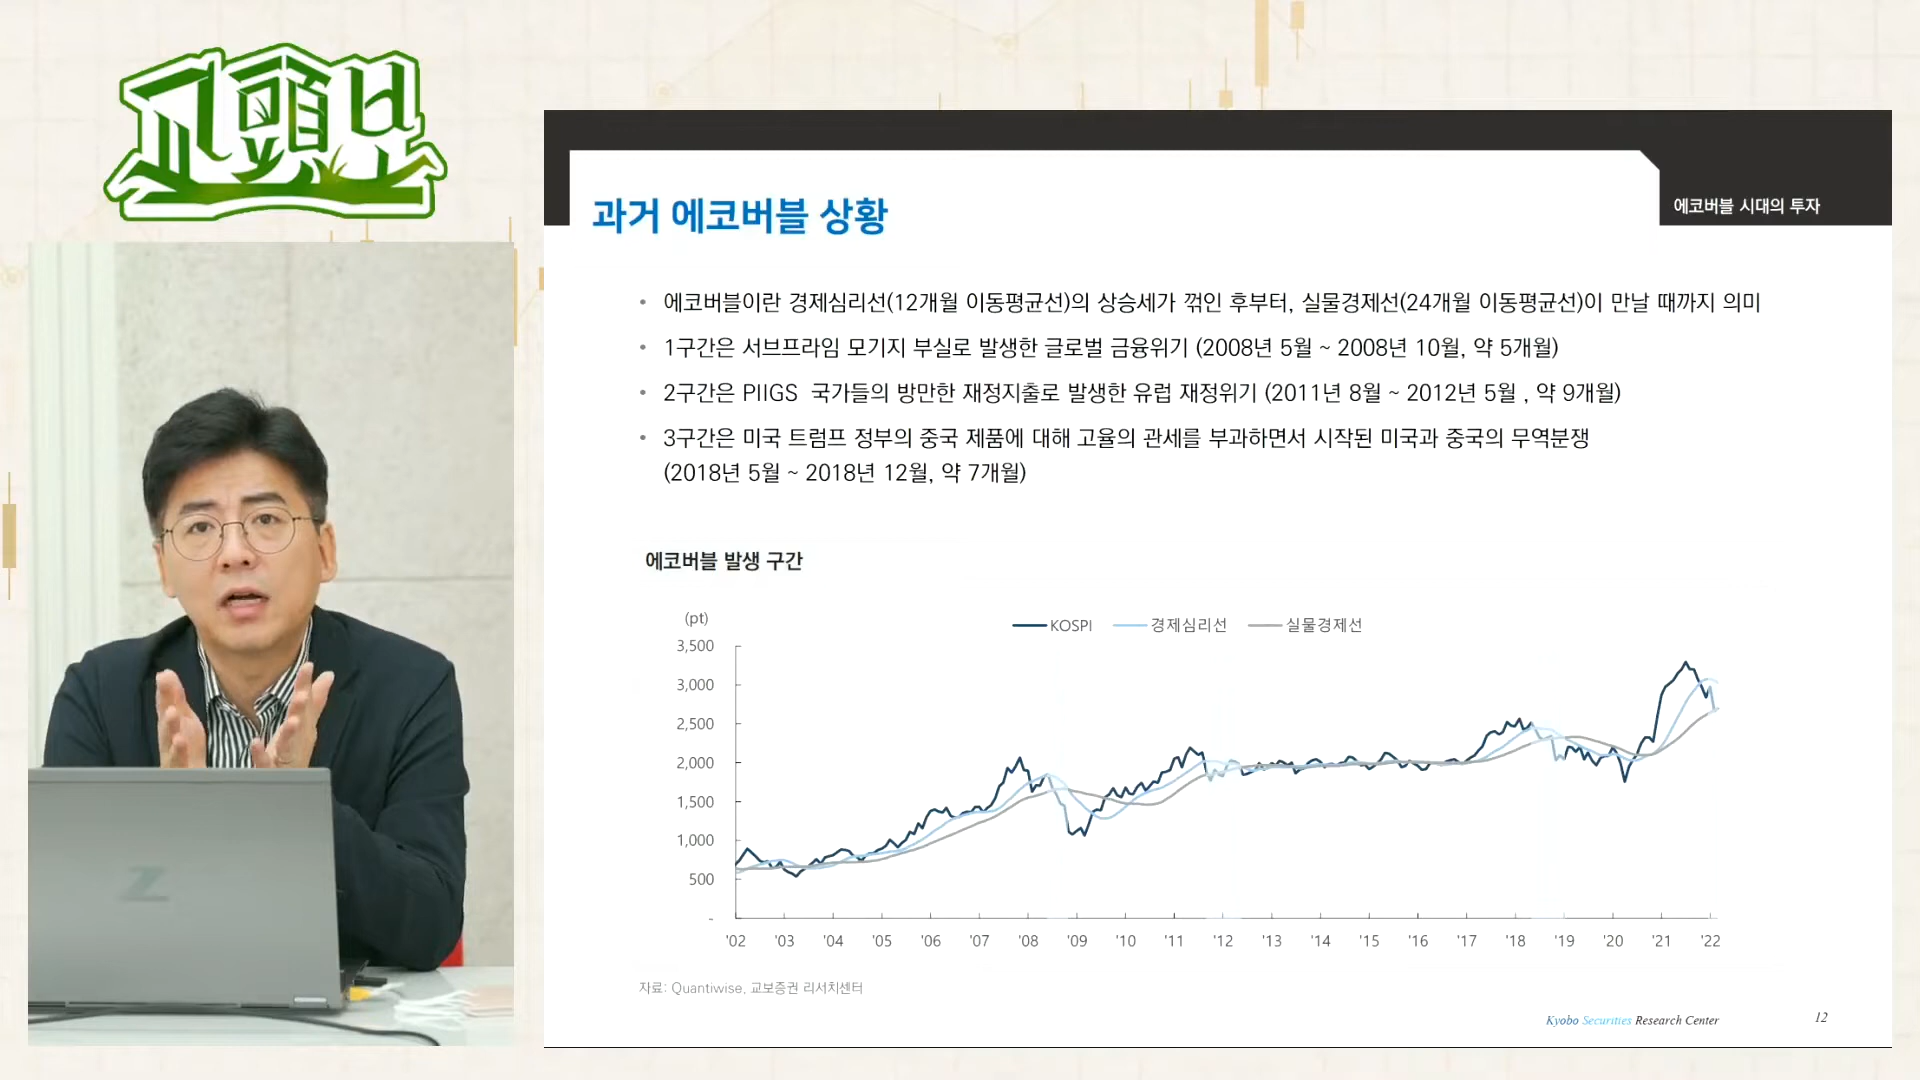 교頭보
에코버블 시대의 투자
과거 에코버블 상황
• 에코버블이란 경제심리선(12개월 이동평균선)의 상승세가 꺾인 후부터, 실물경제선(24개월 이동평균선)이 만날 때까지 의미
• 1구간은 서브프라임 모기지 부실로 발생한 글로벌 금융위기 (2008년 5월 ~ 2008년 10월, 약 5개월)
• 2구간은 PIIGS 국가들의 방만한 재정지출로 발생한 유럽 재정위기 (2011년 8월 ~ 2012년 5월 , 약 9개월)
• 3구간은 미국 트럼프 정부의 중국 제품에 대해 고율의 관세를 부과하면서 시작된 미국과 중국의 무역분쟁
(2018년 5월 ~ 2018년 12월, 약 7개월)
에코버블 발생 구간
(pt)
KOSPI 경제심리선 실물경제선
3,500
3,000
2,500
2,000
1,500
1,000
500
-
'02 '03 '04 '05 '06 '07 '08 '09 '10 '11 '12 '13 '14 '15 '16 '17 '18 '19 '20 '21 '22
자료: Quantiwise, 교보증권 리서치센터
Kyobo Securities Research Center
12
Z